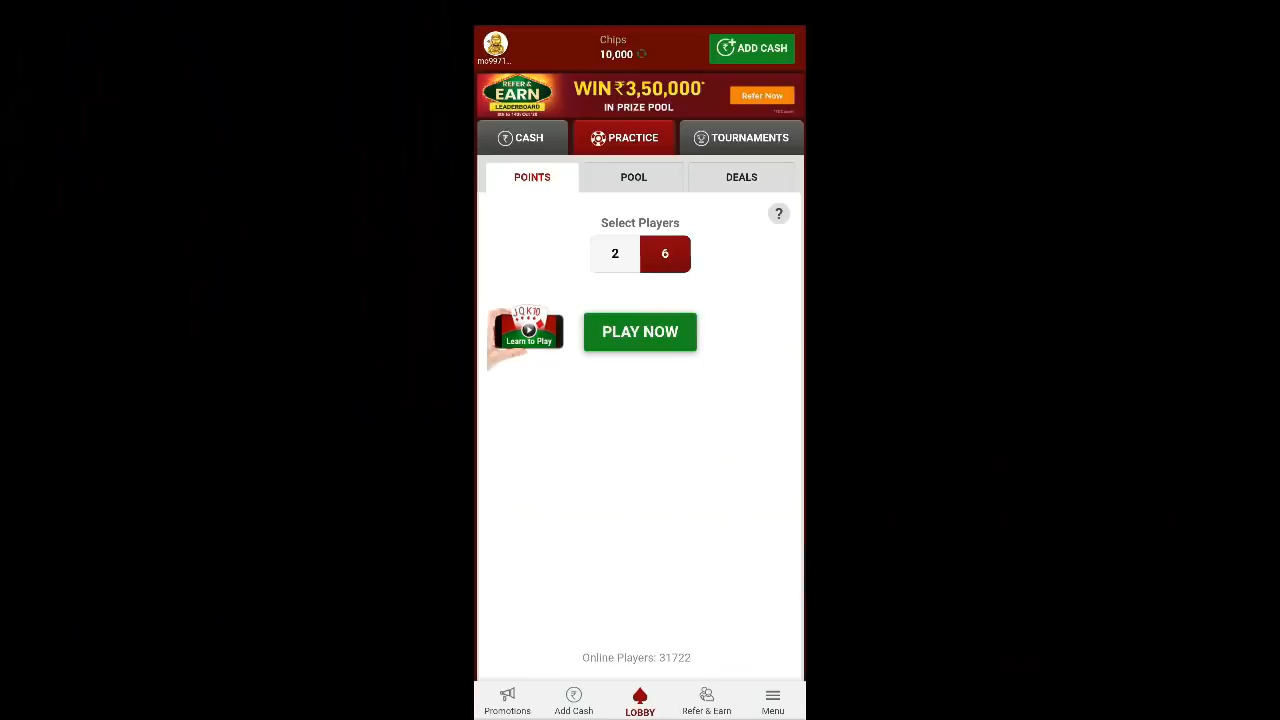 Chips
10,000
ADD CASH
mo9971...
REFER &
EARN
LEADERBOARD
WIN ₹3,50,000*
IN PRIZE POOL
Refer Now
CASH
PRACTICE
TOURNAMENTS
POINTS
POOL
DEALS
?
Select Players
2
6
J Q K 10
Learn to Play
PLAY NOW
Online Players: 31722
Promotions
Add Cash
LOBBY
Refer & Earn
Menu